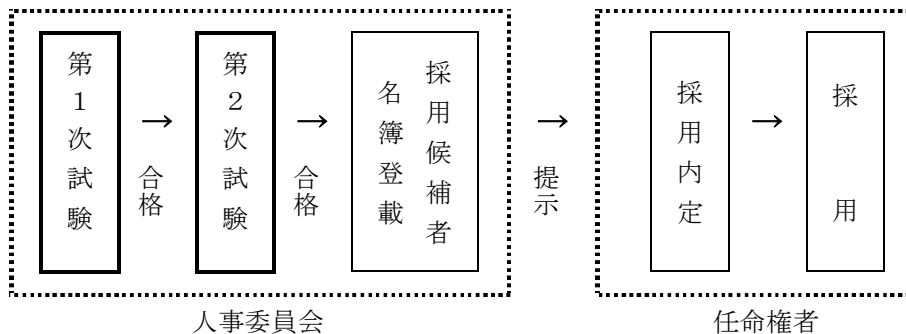 第１次試験
→
合格
第２次試験
→
合格
採用候補者
名簿登載
→
提示
採用内定
→
採用
人事委員会
任命権者